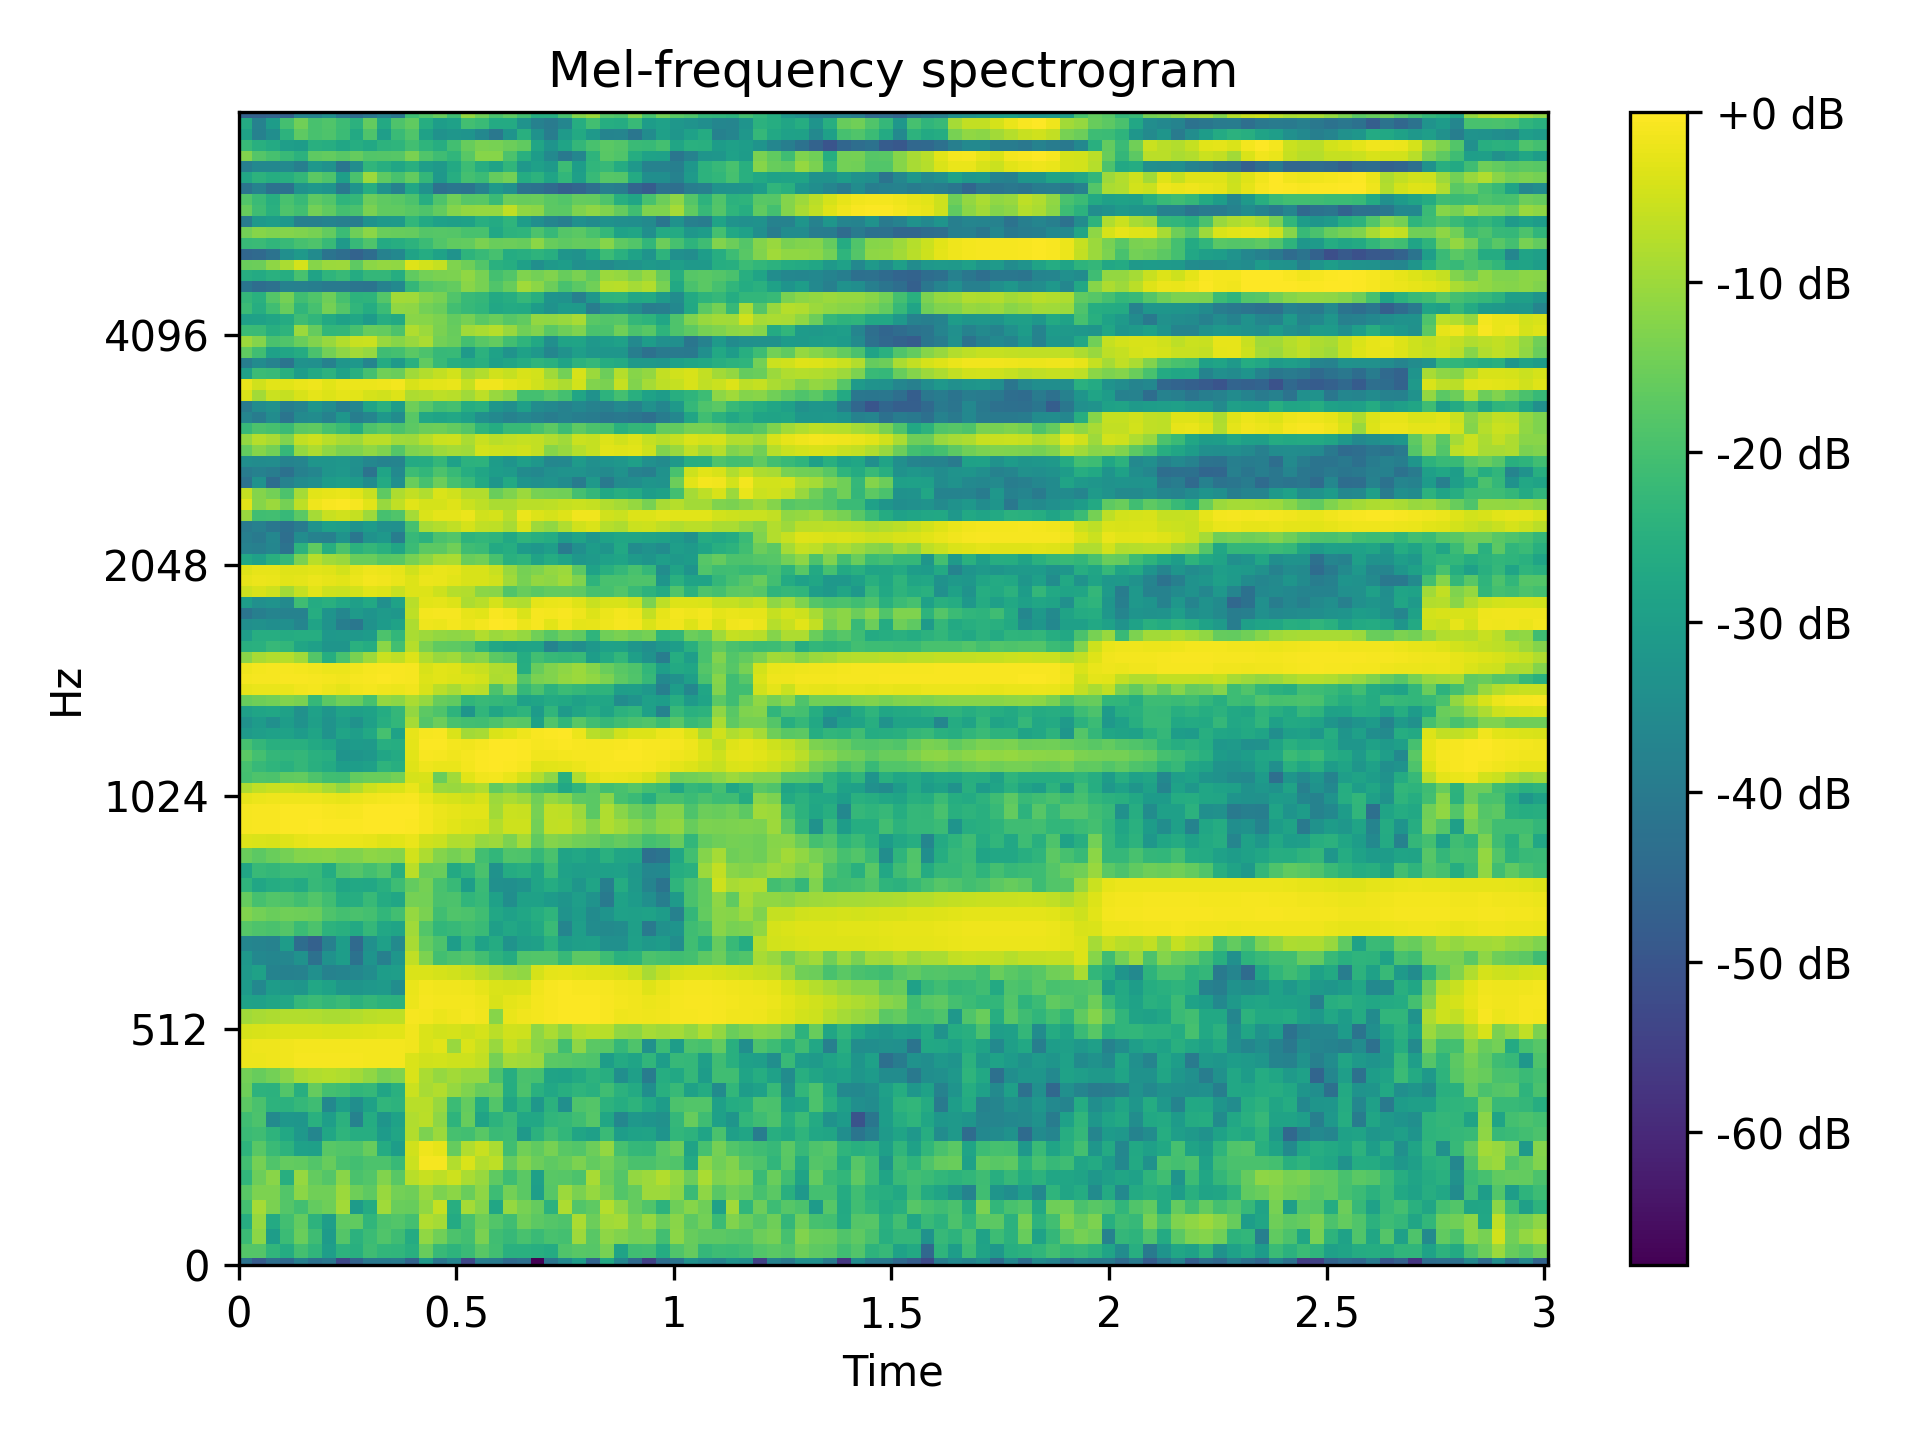 Mel-frequency spectrogram
+0 dB
-10 dB
4096
-20 dB
2048
-30 dB
Hz
1024
-40 dB
-50 dB
512
-60 dB
0
0 0.5 1 1.5 2 2.5 3
Time